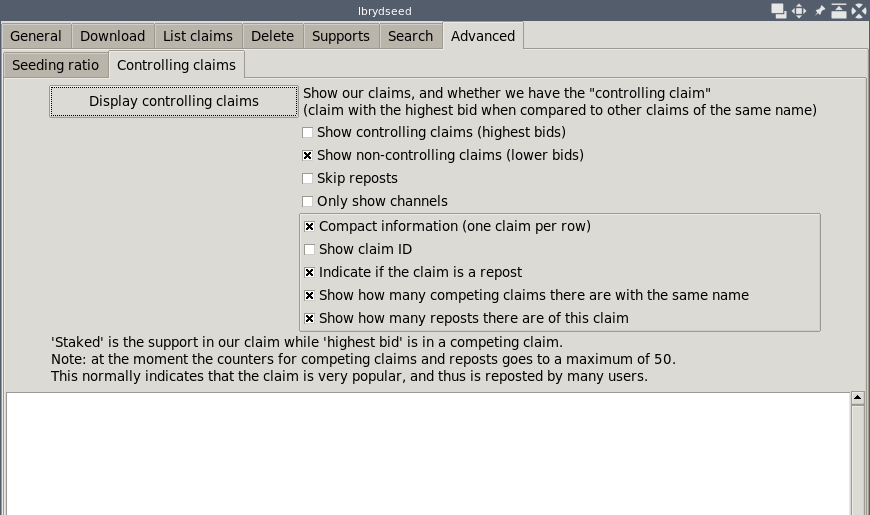 lbrydseed
General Download List claims Delete Supports Search Advanced
Seeding ratio Controlling claims
Display controlling claims
Show our claims, and whether we have the "controlling claim"
(claim with the highest bid when compared to other claims of the same name)
Show controlling claims (highest bids)
Show non-controlling claims (lower bids)
Skip reposts
Only show channels
Compact information (one claim per row)
Show claim ID
Indicate if the claim is a repost
Show how many competing claims there are with the same name
Show how many reposts there are of this claim
'Staked' is the support in our claim while 'highest bid' is in a competing claim.
Note: at the moment the counters for competing claims and reposts goes to a maximum of 50.
This normally indicates that the claim is very popular, and thus is reposted by many users.